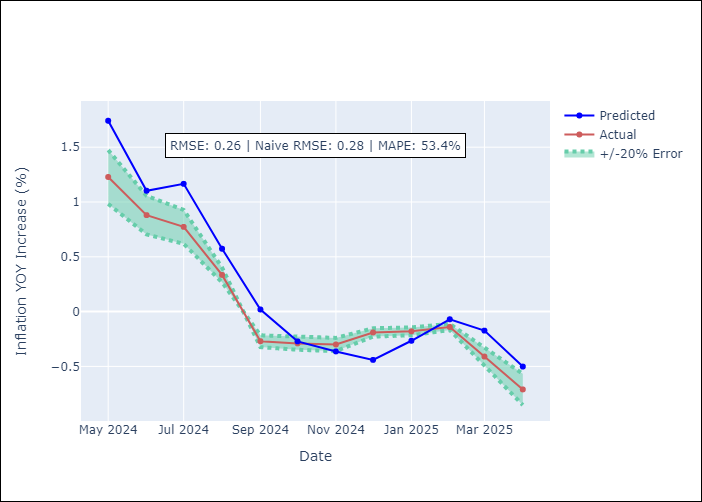 Predicted
Actual
+/-20% Error
RMSE: 0.26 | Naive RMSE: 0.28 | MAPE: 53.4%
Inflation YOY Increase (%)
1.5
1
0.5
0
−0.5
May 2024
Jul 2024
Sep 2024
Nov 2024
Jan 2025
Mar 2025
Date